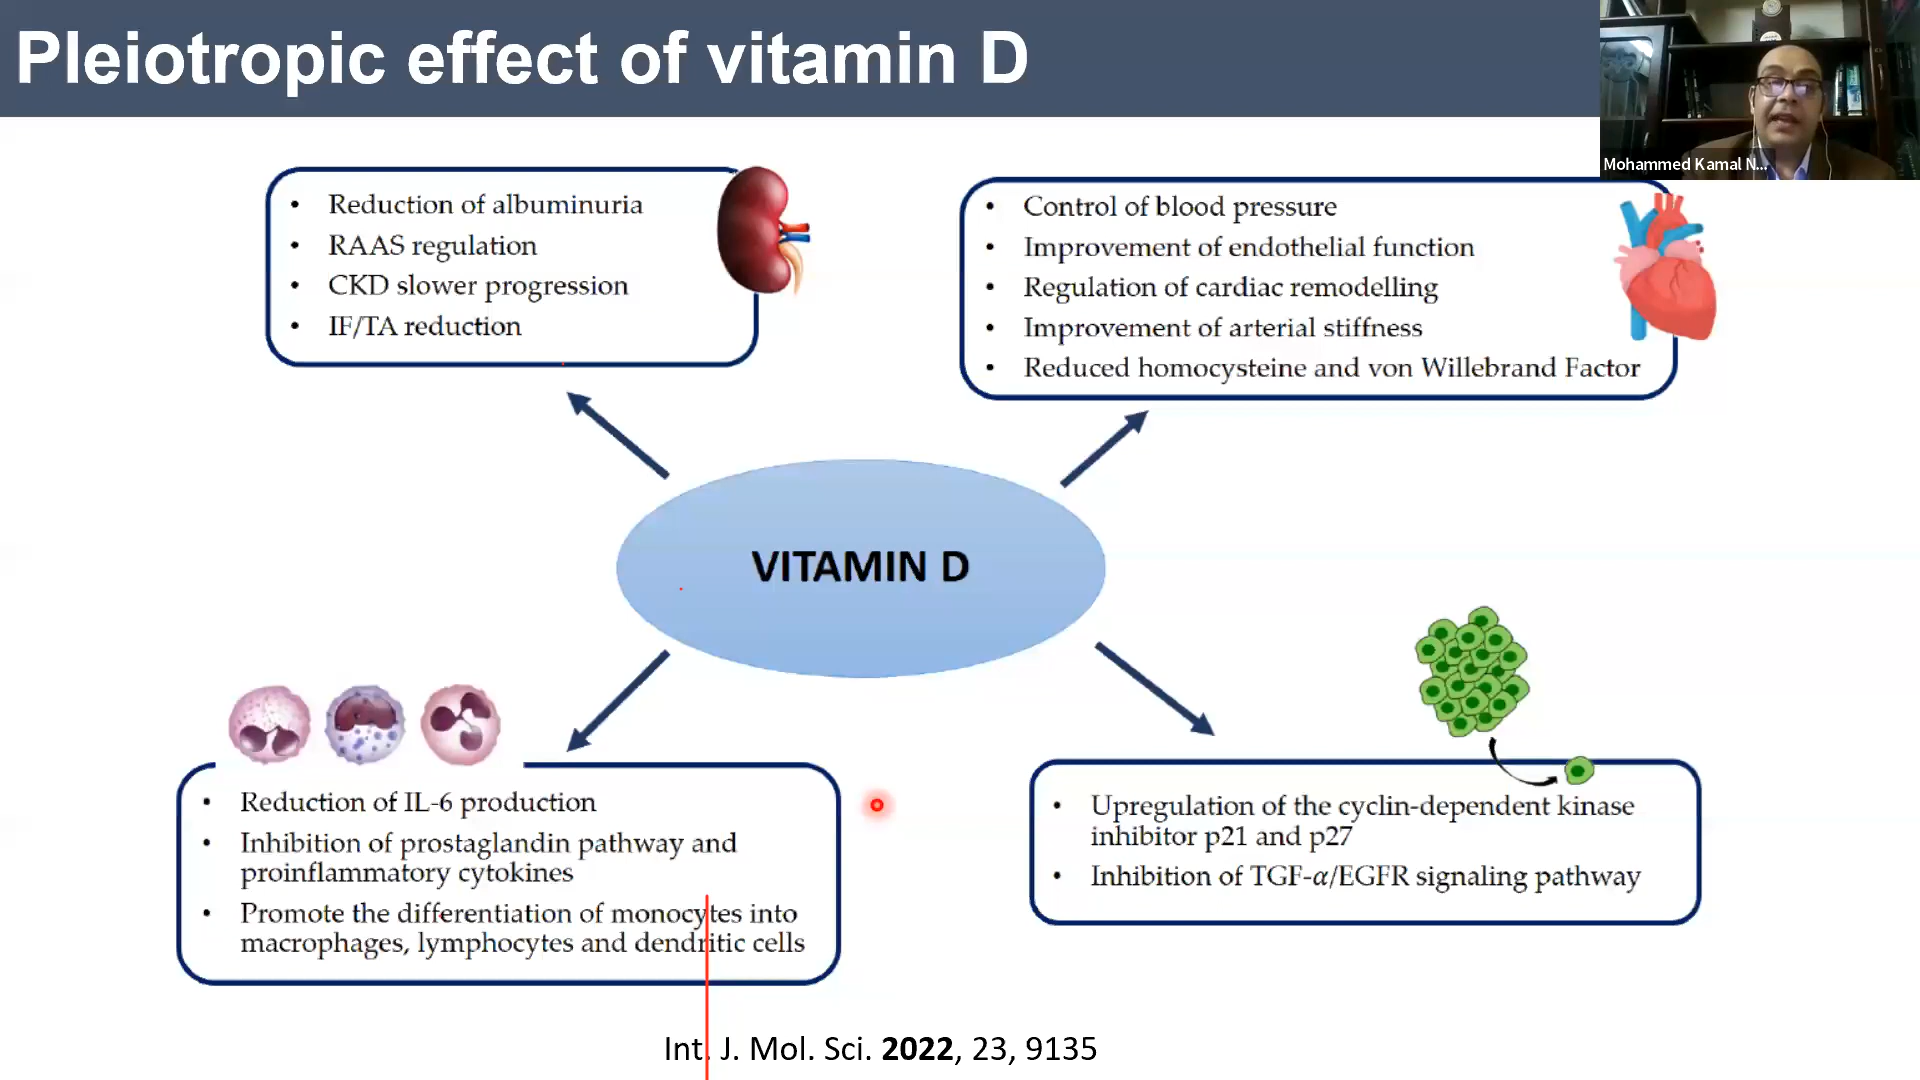 Pleiotropic effect of vitamin D
Mohammed Kamal N...
• Reduction of albuminuria
• RAAS regulation
• CKD slower progression
• IF/TA reduction
• Control of blood pressure
• Improvement of endothelial function
• Regulation of cardiac remodelling
• Improvement of arterial stiffness
• Reduced homocysteine and von Willebrand Factor
VITAMIN D
• Reduction of IL-6 production
• Inhibition of prostaglandin pathway and
proinflammatory cytokines
• Promote the differentiation of monocytes into
macrophages, lymphocytes and dendritic cells
• Upregulation of the cyclin-dependent kinase
inhibitor p21 and p27
• Inhibition of TGF-α/EGFR signaling pathway
Int. J. Mol. Sci. 2022, 23, 9135